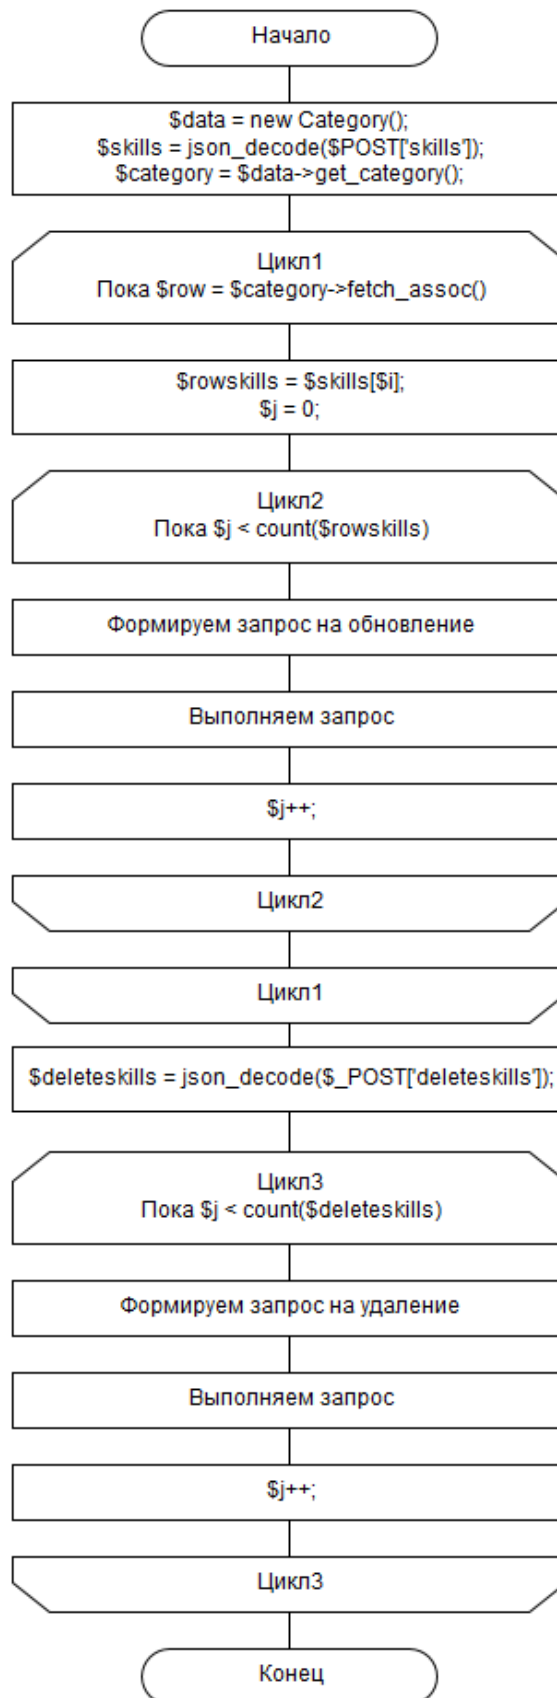 Начало
$data = new Category();
$skills = json_decode($POST['skills']);
$category = $data->get_category();
Цикл1
Пока $row = $category->fetch_assoc()
$rowskills = $skills[$i];
$j = 0;
Цикл2
Пока $j < count($rowskills)
Формируем запрос на обновление
Выполняем запрос
$j++;
Цикл2
Цикл1
$deleteskills = json_decode($_POST['deleteskills']);
Цикл3
Пока $j < count($deleteskills)
Формируем запрос на удаление
Выполняем запрос
$j++;
Цикл3
Конец